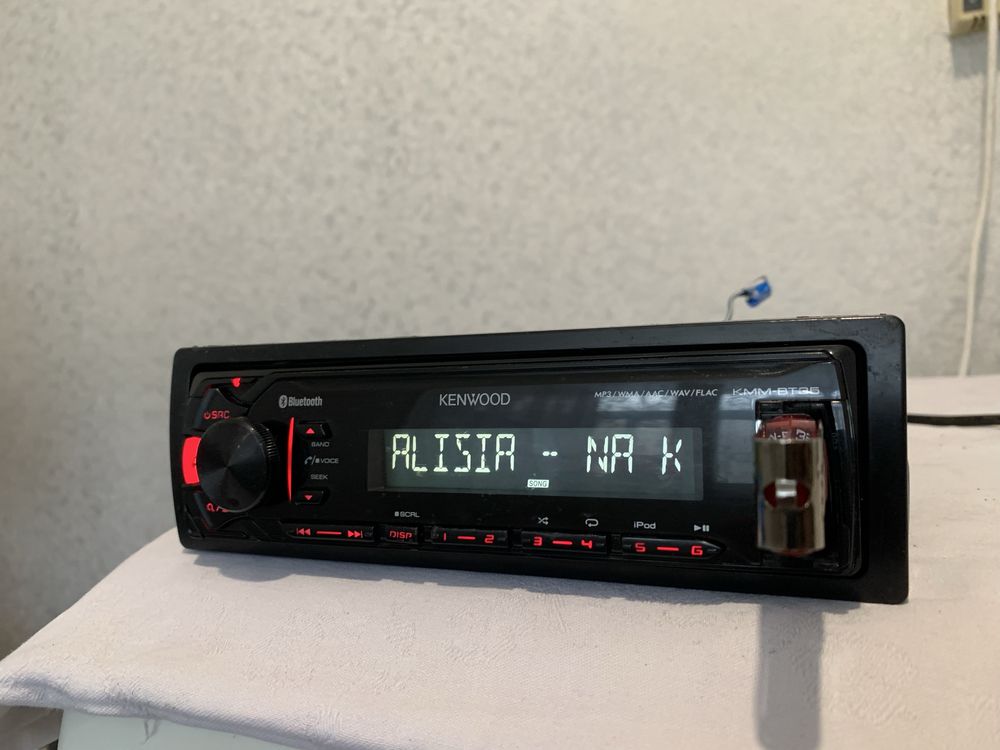 Bluetooth
KENWOOD
MP3/WMA/AAC/WAV/FLAC
KMM-BT35
SRC
BAND
VOICE
SEEK
ALISIA - NA K
SONG
SCRL
iPod
DISP
1 2
3 4
5 6